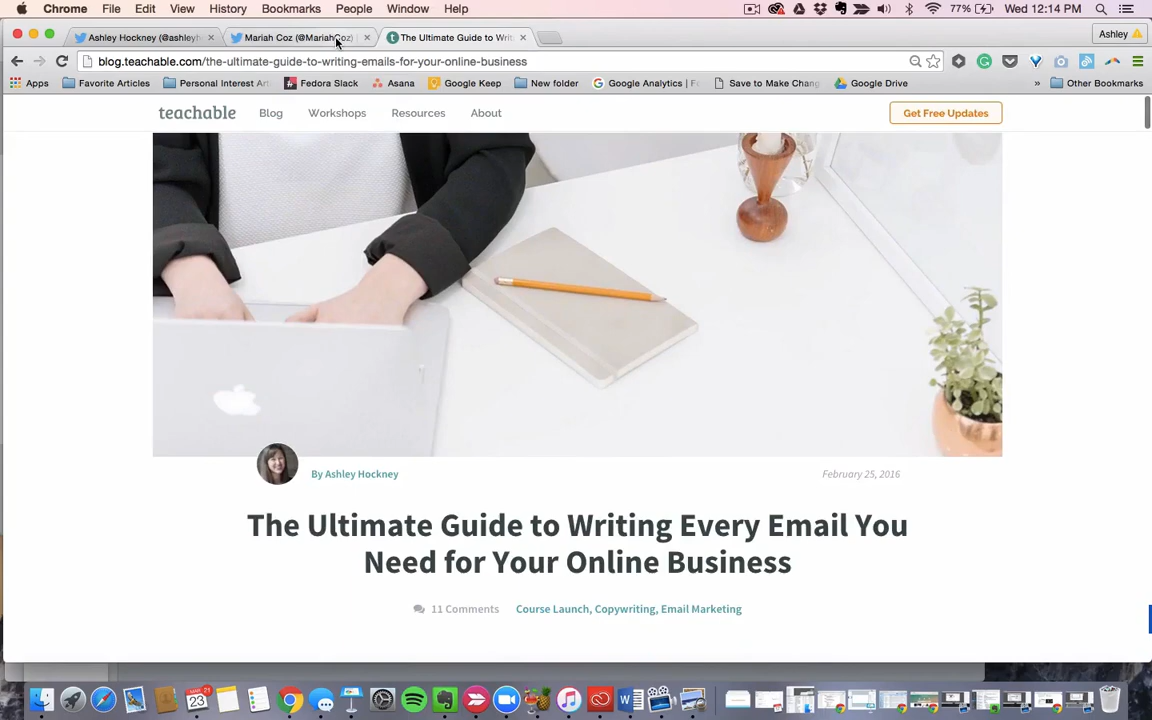 Chrome File Edit View History Bookmarks People Window Help 77% Wed 12:14 PM
Ashley Hockney (@ashleyh Mariah Coz (@MariahCoz) | The Ultimate Guide to Writi Ashley
blog.teachable.com/the-ultimate-guide-to-writing-emails-for-your-online-business
Apps Favorite Articles Personal Interest Arti Fedora Slack Asana Google Keep New folder Google Analytics | Save to Make Chang Google Drive » Other Bookmarks
teachable Blog Workshops Resources About Get Free Updates
By Ashley Hockney February 25, 2016
The Ultimate Guide to Writing Every Email You
Need for Your Online Business
11 Comments Course Launch, Copywriting, Email Marketing
23